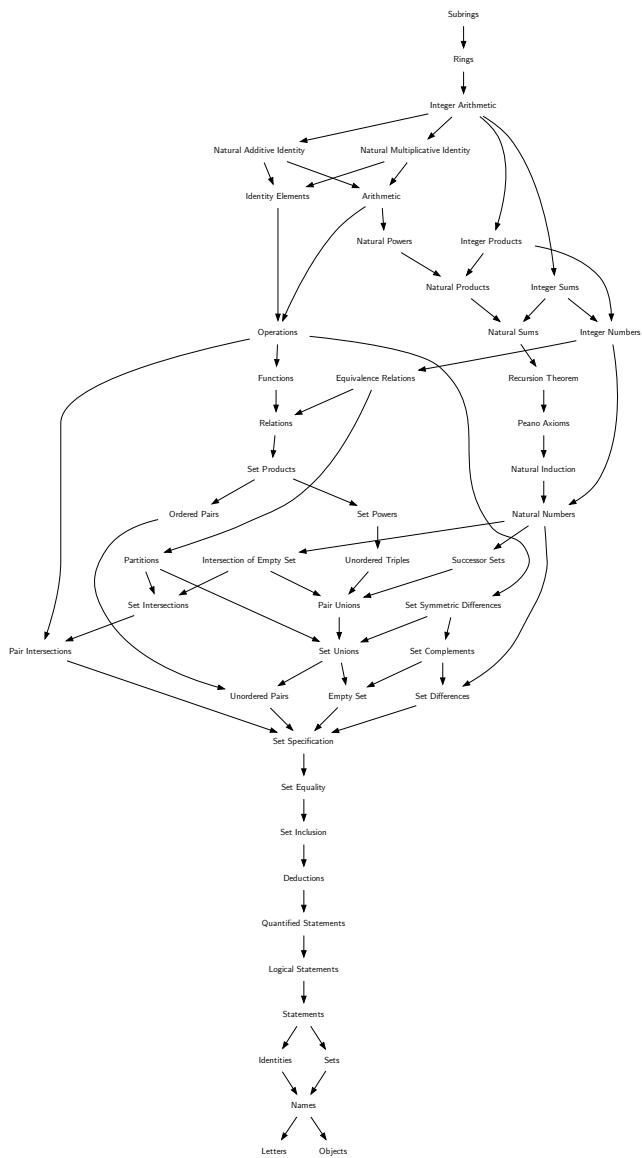 Subrings
Rings
Integer Arithmetic
Natural Additive Identity
Natural Multiplicative Identity
Identity Elements
Arithmetic
Natural Powers
Integer Products
Natural Products
Integer Sums
Operations
Natural Sums
Integer Numbers
Functions
Equivalence Relations
Recursion Theorem
Relations
Peano Axioms
Set Products
Natural Induction
Ordered Pairs
Set Powers
Natural Numbers
Partitions
Intersection of Empty Set
Unordered Triples
Successor Sets
Set Intersections
Pair Unions
Set Symmetric Differences
Pair Intersections
Set Unions
Set Complements
Unordered Pairs
Empty Set
Set Differences
Set Specification
Set Equality
Set Inclusion
Deductions
Quantified Statements
Logical Statements
Statements
Identities
Sets
Names
Letters
Objects